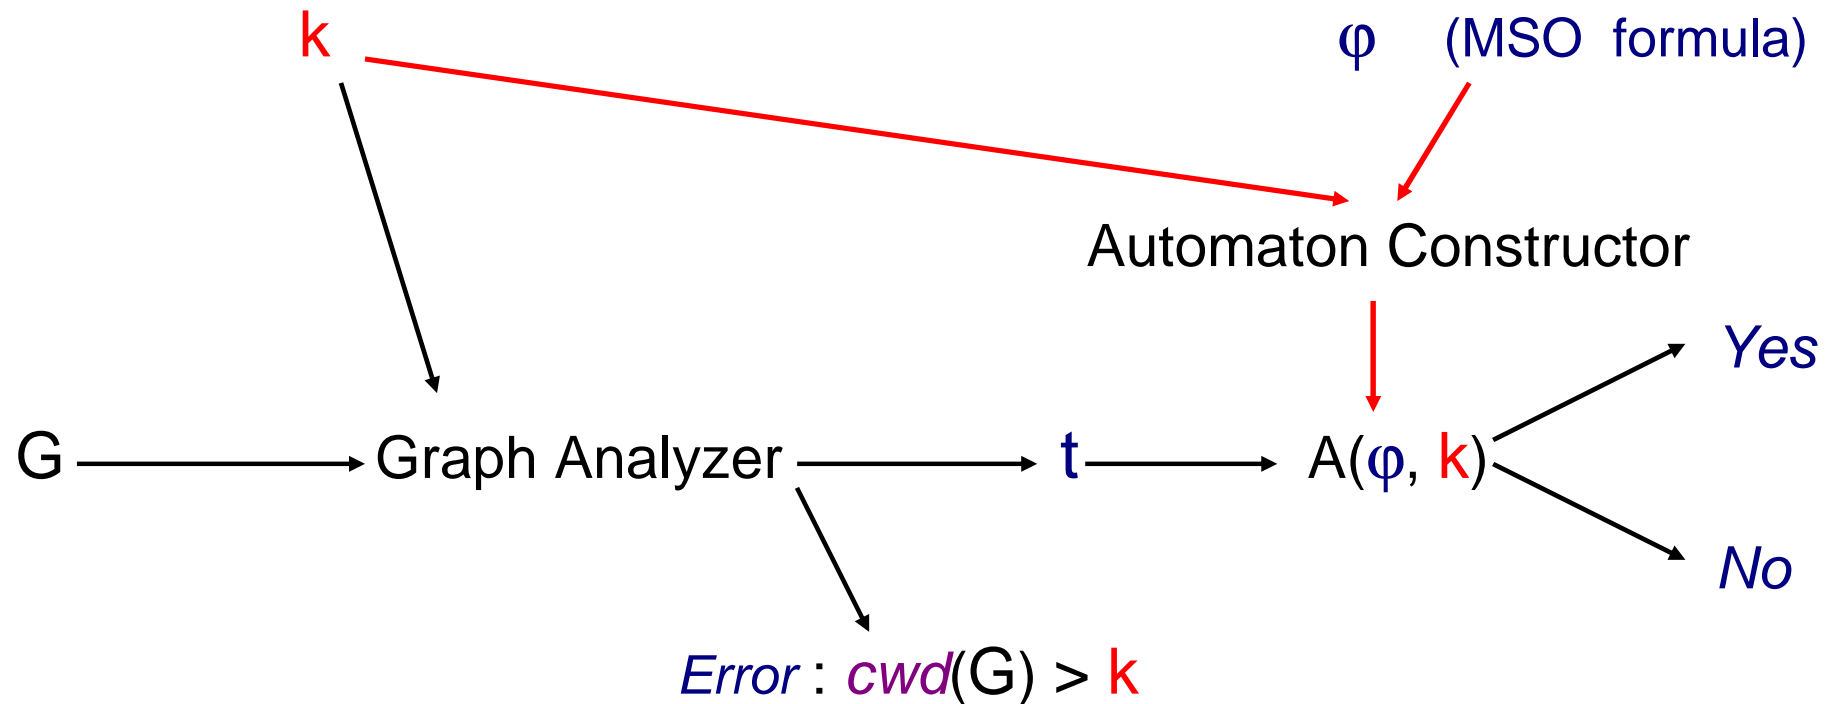 k
φ (MSO formula)
Automaton Constructor
Yes
G Graph Analyzer t A(φ, k)
No
Error : cwd(G) > k